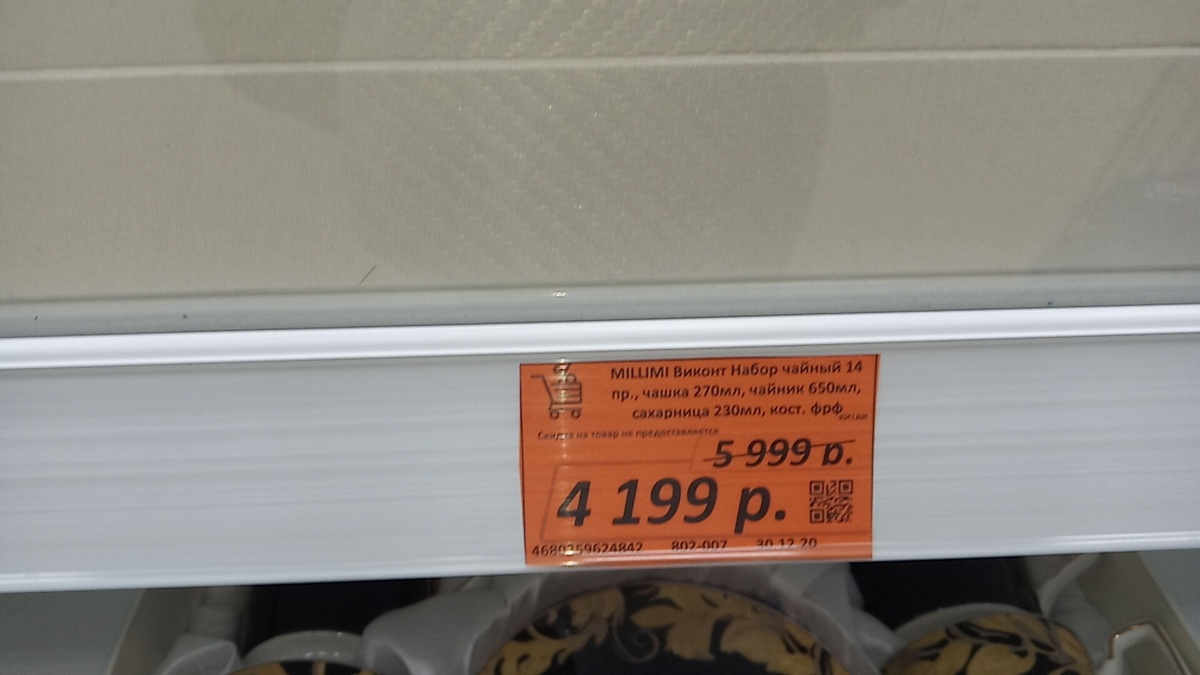 MILLIMI Виконт Набор чайный 14
пр., чашка 270мл, чайник 650мл,
сахарница 230мл, кост. фрф
КИТАЙ
Скидка на товар не предоставляется
5 999 р.
4 199 р.
4680259624842 802-007 30.12.20